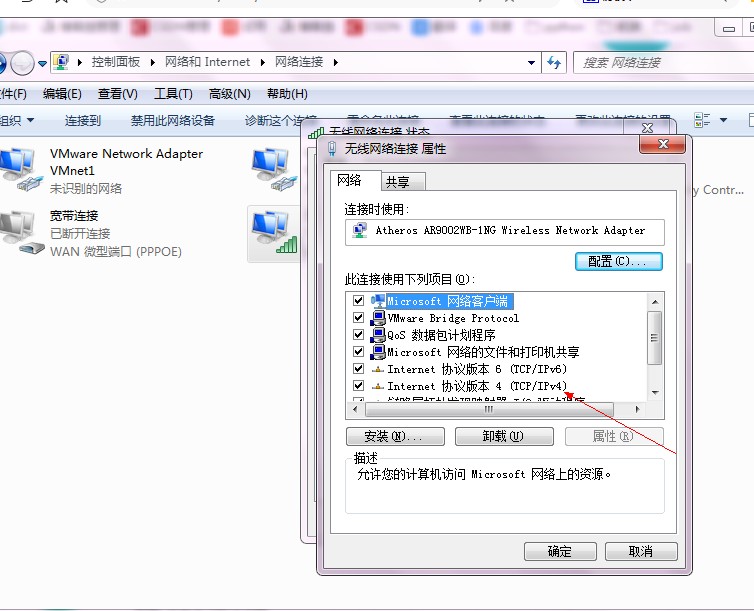 控制面板 网络和 Internet 网络连接
搜索 网络连接
件(F) 编辑(E) 查看(V) 工具(T) 高级(N) 帮助(H)
组织 连接到 禁用此网络设备 诊断这个连接
无线网络连接 状态
VMware Network Adapter
VMnet1
未识别的网络
宽带连接
已断开连接
WAN 微型端口 (PPPOE)
y Contr...
无线网络连接 属性
网络 共享
连接时使用:
Atheros AR9002WB-1NG Wireless Network Adapter
配置(C)...
此连接使用下列项目(O):
Microsoft 网络客户端
VMware Bridge Protocol
QoS 数据包计划程序
Microsoft 网络的文件和打印机共享
Internet 协议版本 6 (TCP/IPv6)
Internet 协议版本 4 (TCP/IPv4)
安装(N)... 卸载(U) 属性(R)
描述
允许您的计算机访问 Microsoft 网络上的资源。
确定 取消